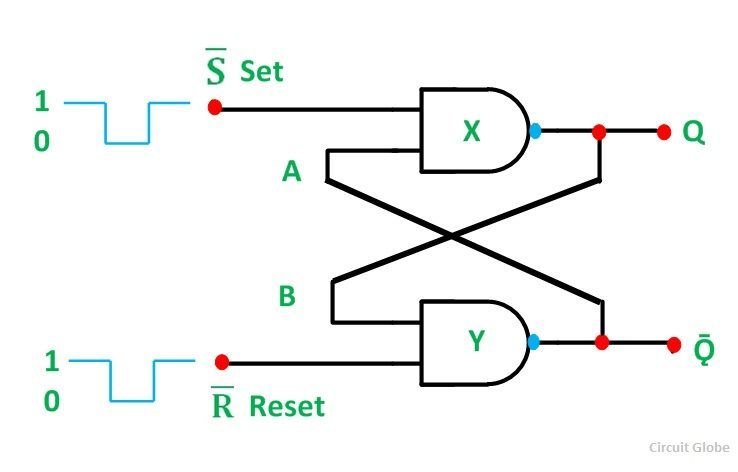 S̅ Set
1
0
X
Q
A
B
Y
1
0
Q̅
R̅ Reset
Circuit Globe